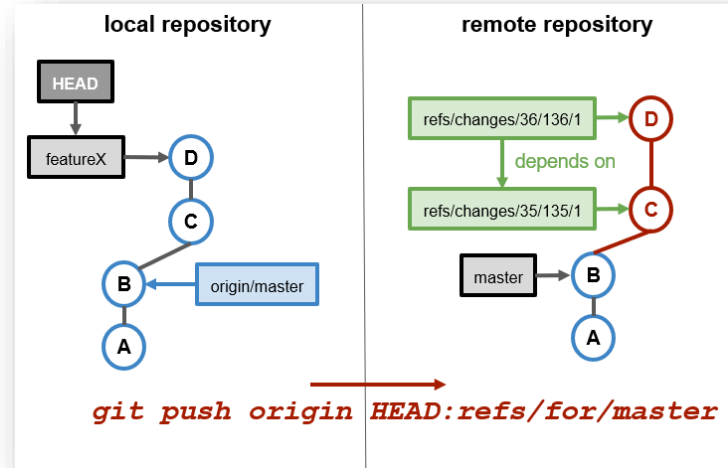 local repository
HEAD
featureX
D
C
B
origin/master
A
remote repository
refs/changes/36/136/1
D
depends on
refs/changes/35/135/1
C
master
B
A
git push origin HEAD:refs/for/master